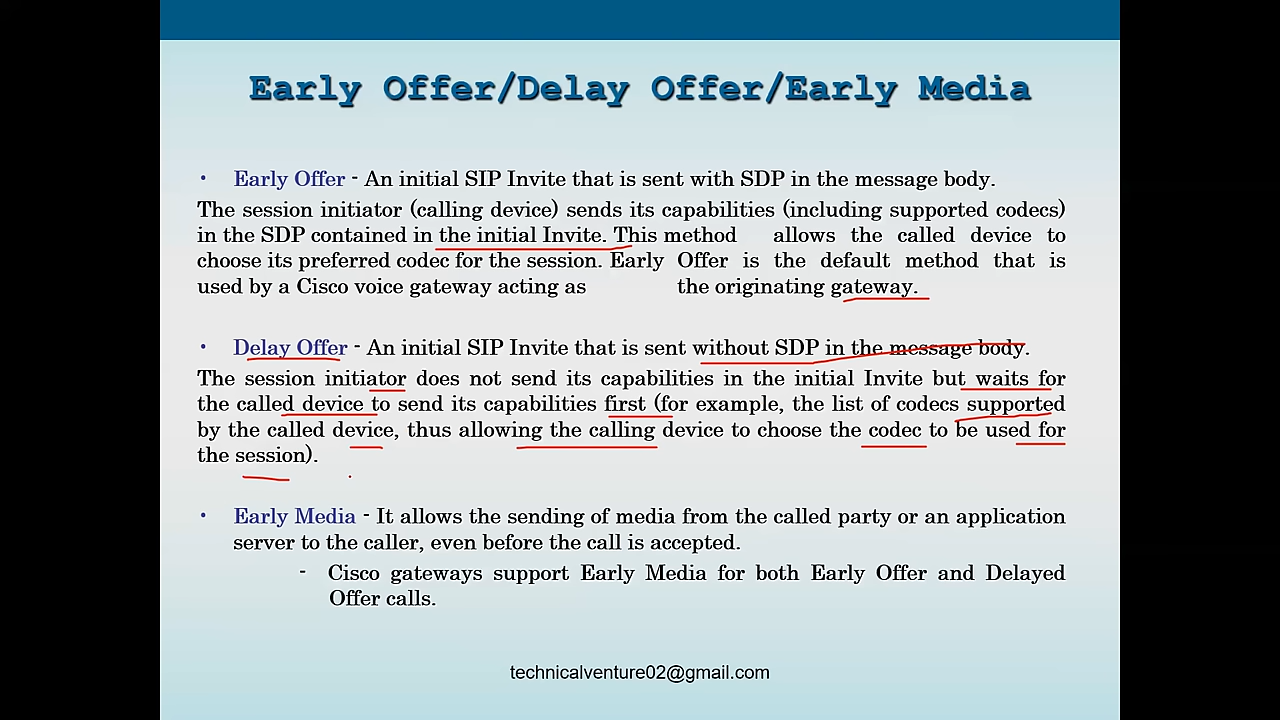 Early Offer/Delay Offer/Early Media
• Early Offer - An initial SIP Invite that is sent with SDP in the message body.
The session initiator (calling device) sends its capabilities (including supported codecs)
in the SDP contained in the initial Invite. This method allows the called device to
choose its preferred codec for the session. Early Offer is the default method that is
used by a Cisco voice gateway acting as the originating gateway.
• Delay Offer - An initial SIP Invite that is sent without SDP in the message body.
The session initiator does not send its capabilities in the initial Invite but waits for
the called device to send its capabilities first (for example, the list of codecs supported
by the called device, thus allowing the calling device to choose the codec to be used for
the session).
• Early Media - It allows the sending of media from the called party or an application
server to the caller, even before the call is accepted.
- Cisco gateways support Early Media for both Early Offer and Delayed
Offer calls.
technicalventure02@gmail.com